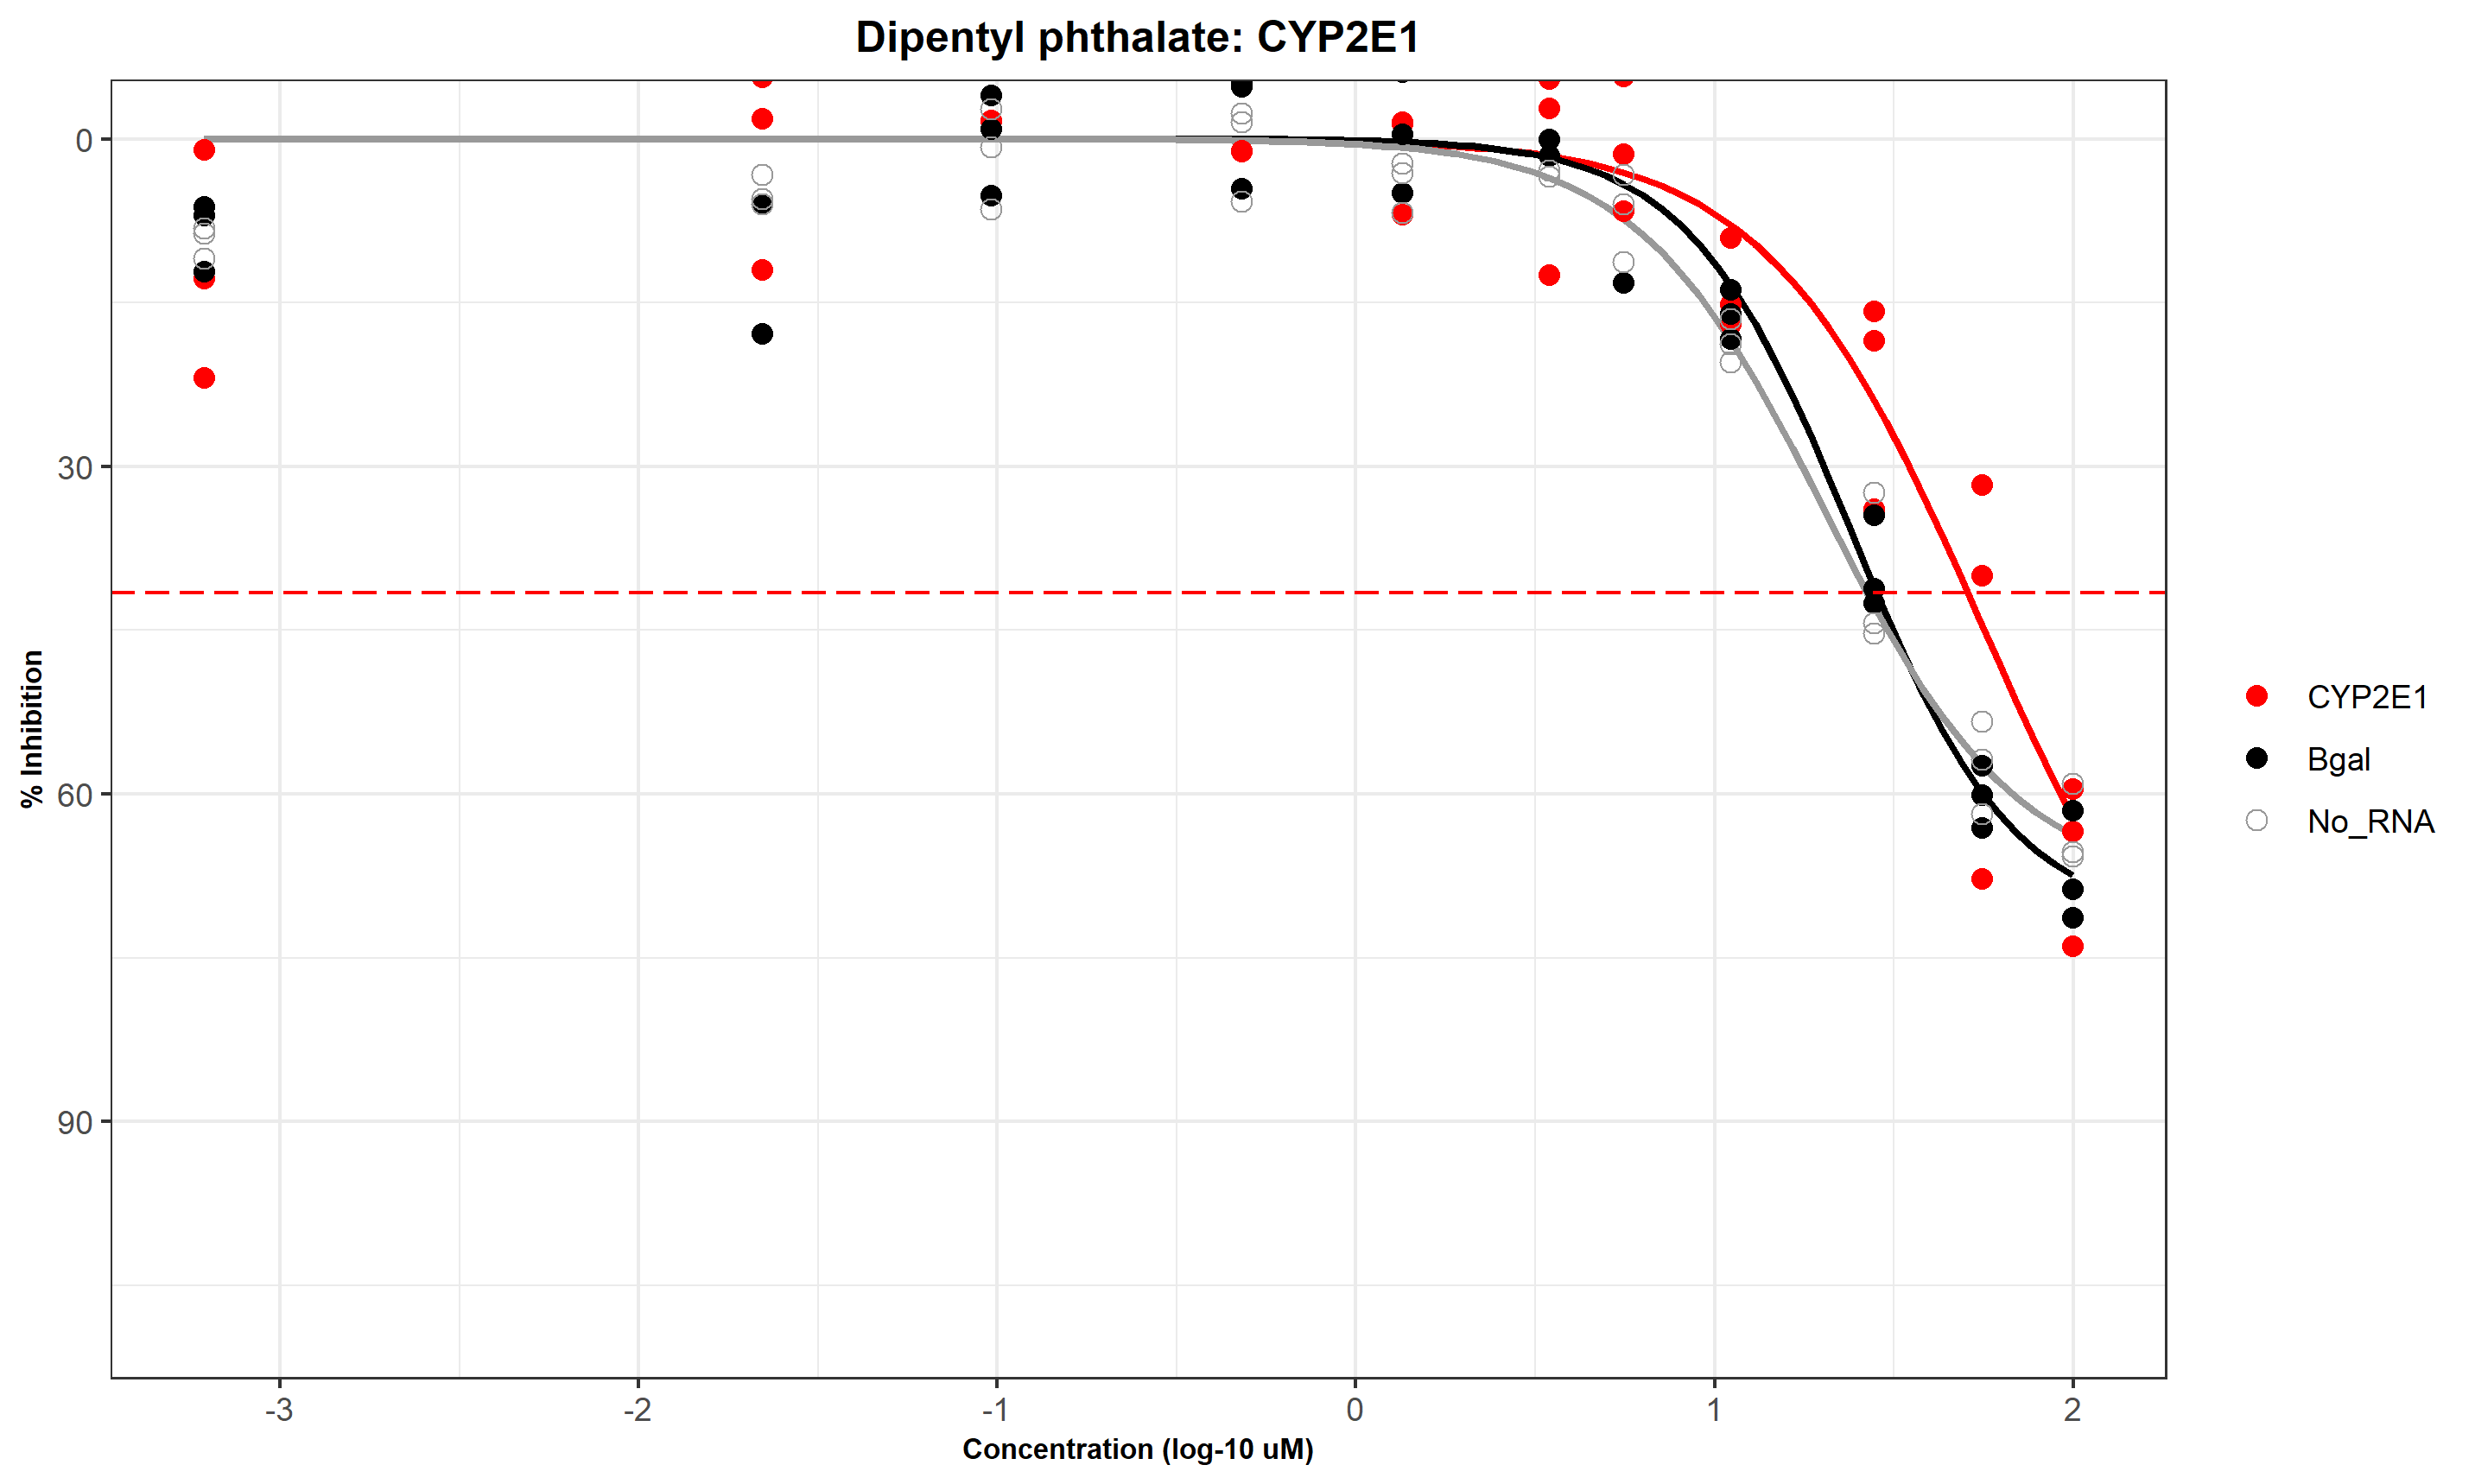 Dipentyl phthalate: CYP2E1
% Inhibition
0
30
60
90
-3
-2
-1
0
1
2
Concentration (log-10 uM)
CYP2E1
Bgal
No_RNA